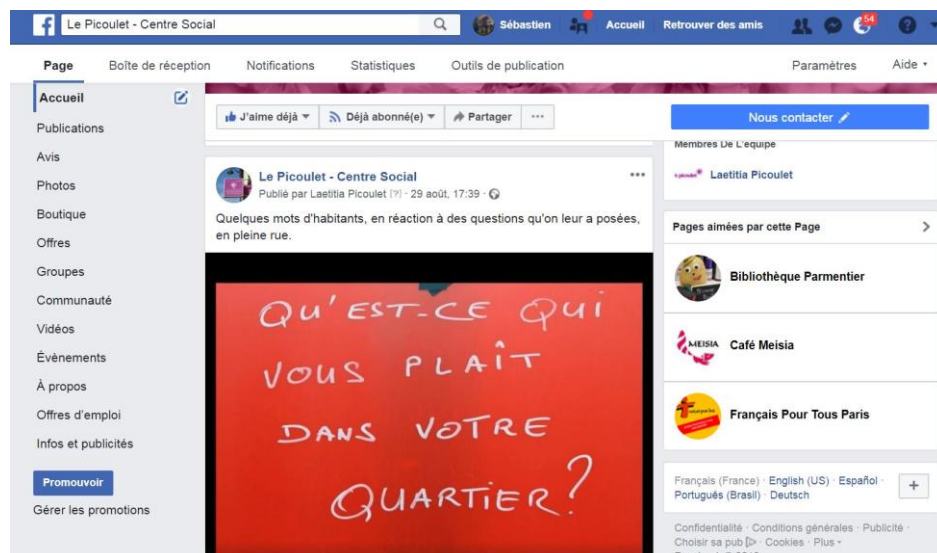 Le Picoulet - Centre Social
Sébastien
Accueil
Retrouver des amis
54
Page
Boîte de réception
Notifications
Statistiques
Outils de publication
Paramètres
Aide
Accueil
Publications
Avis
Photos
Boutique
Offres
Groupes
Communauté
Vidéos
Évènements
À propos
Offres d'emploi
Infos et publicités
Promouvoir
Gérer les promotions
J'aime déjà
Déjà abonné(e)
Partager
Le Picoulet - Centre Social
Publié par Laetitia Picoulet [?] · 29 août, 17:39 ·
Quelques mots d'habitants, en réaction à des questions qu'on leur a posées,
en pleine rue.
QU'EST-CE QUI
VOUS PLAÎT
DANS VOTRE
QUARTIER?
Nous contacter
Membres De L'équipe
Laetitia Picoulet
Pages aimées par cette Page
Bibliothèque Parmentier
MEISIA
Café Meisia
Français Pour Tous Paris
Français (France) · English (US) · Español ·
Português (Brasil) · Deutsch
Confidentialité · Conditions générales · Publicité ·
Choisir sa pub · Cookies · Plus